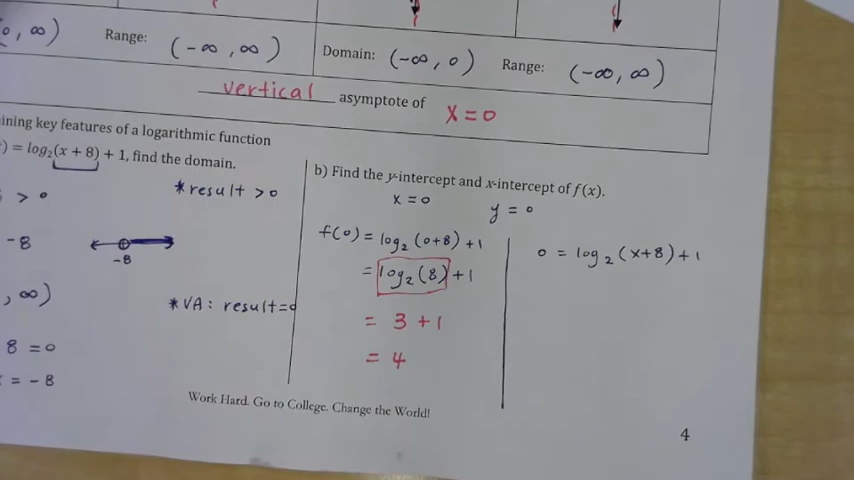 0, ∞)
Range: (-∞, ∞)
Domain: (-∞, 0)
Range: (-∞, ∞)
vertical asymptote of x = 0
ining key features of a logarithmic function
) = log₂(x + 8) + 1, find the domain.
* result > 0
> 0
-8
-8
, ∞)
* VA: result = 0
8 = 0
= -8
b) Find the y-intercept and x-intercept of f(x).
x = 0
y = 0
f(0) = log₂(0+8) + 1
= log₂(8) + 1
= 3 + 1
= 4
0 = log₂(x+8) + 1
Work Hard. Go to College. Change the World!
4